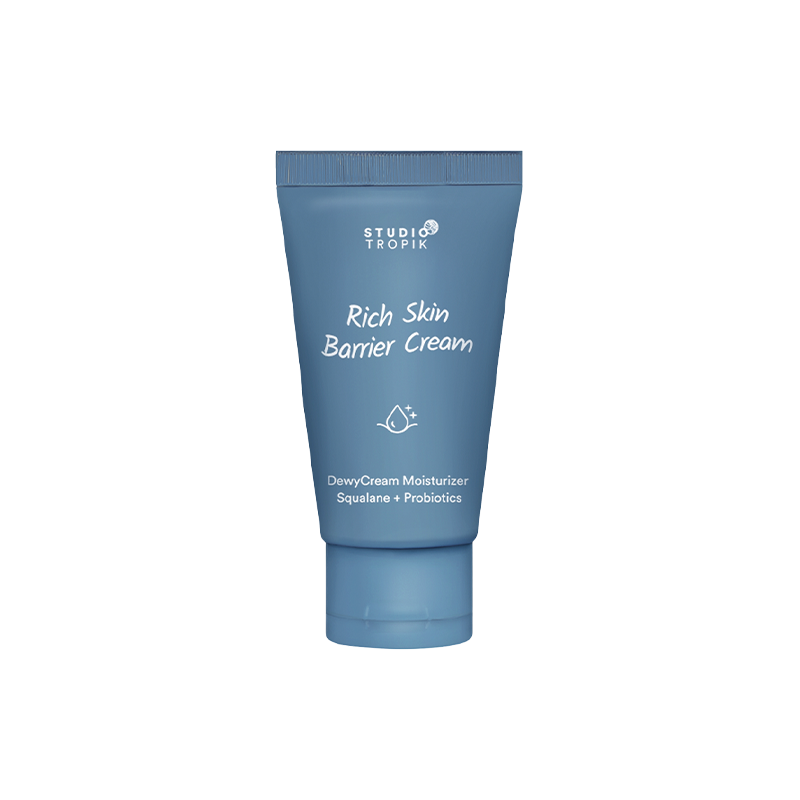 STUDIO
TROPIK
Rich Skin
Barrier Cream
DewyCream Moisturizer
Squalane + Probiotics